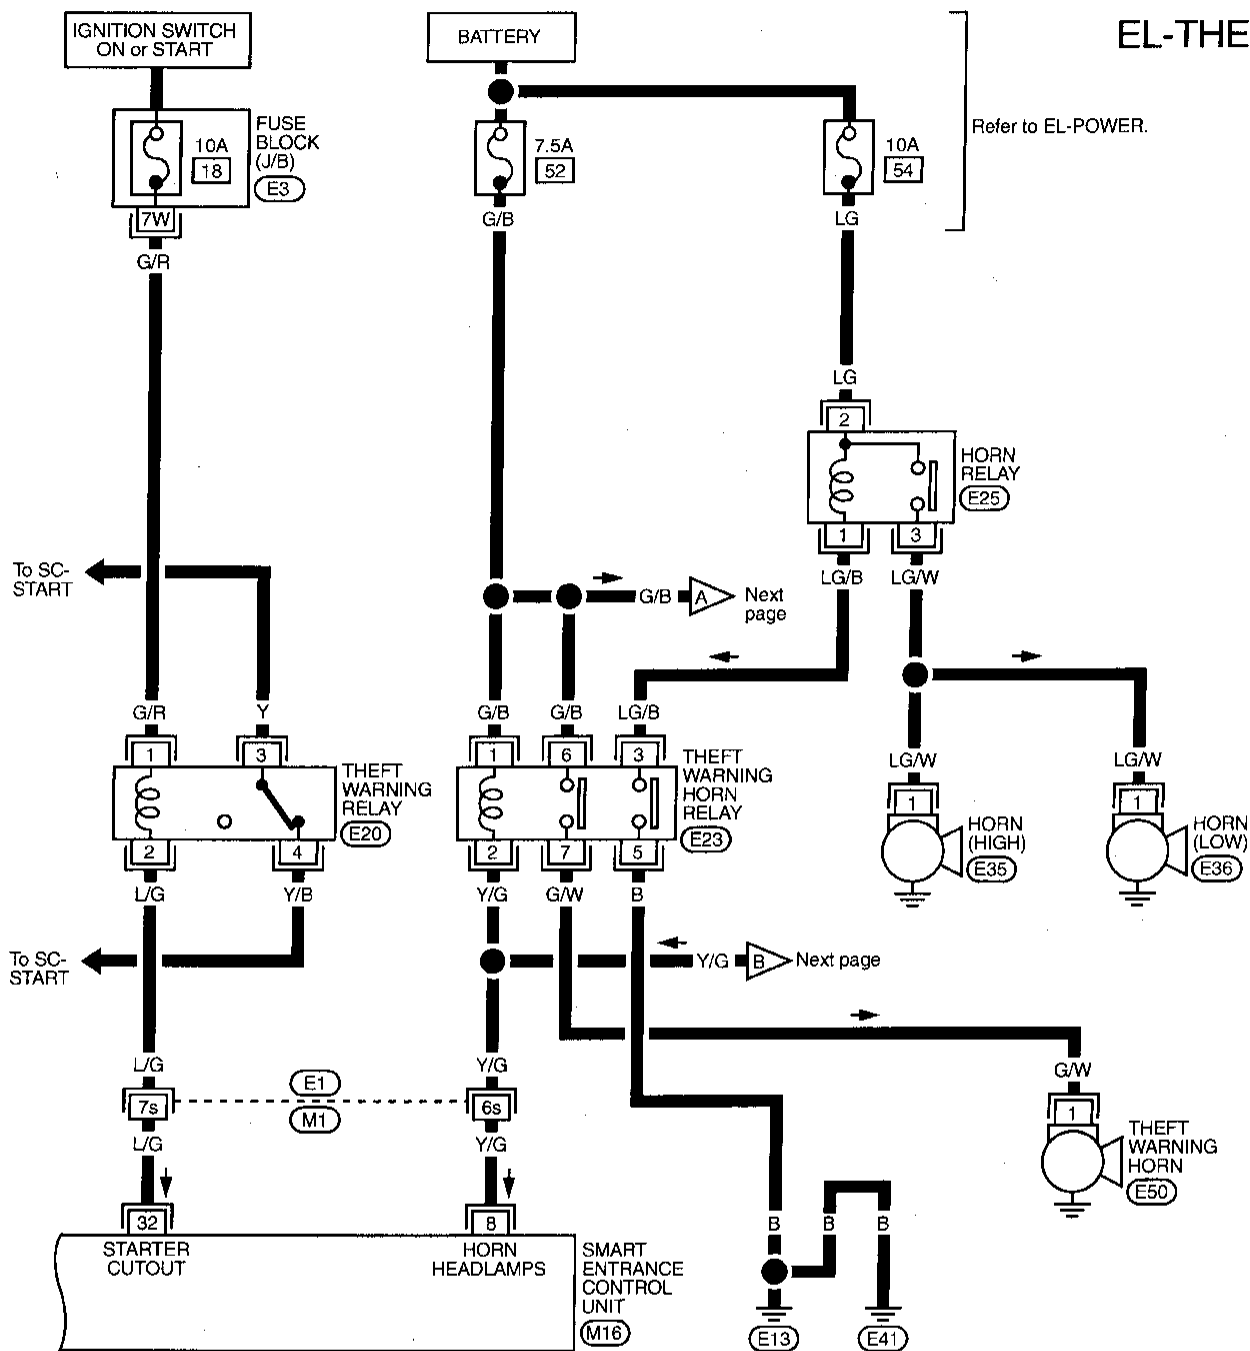 EL-THE
IGNITION SWITCH
ON or START
BATTERY
Refer to EL-POWER.
10A
18
FUSE
BLOCK
(J/B)
E3
7.5A
52
10A
54
7W
G/R
G/B
LG
LG
2
HORN
RELAY
E25
1
3
LG/B
LG/W
To SC-
START
G/B
A
Next
page
G/R
Y
G/B
G/B
LG/B
1
3
1
6
3
THEFT
WARNING
RELAY
E20
THEFT
WARNING
HORN
RELAY
E23
LG/W
LG/W
1
1
HORN
(HIGH)
E35
HORN
(LOW)
E36
2
4
2
7
5
L/G
Y/B
Y/G
G/W
B
To SC-
START
Y/G
B
Next page
L/G
Y/G
G/W
7s
E1
M1
6s
L/G
Y/G
1
THEFT
WARNING
HORN
E50
32
8
STARTER
CUTOUT
HORN
HEADLAMPS
SMART
ENTRANCE
CONTROL
UNIT
M16
B
B
B
E13
E41